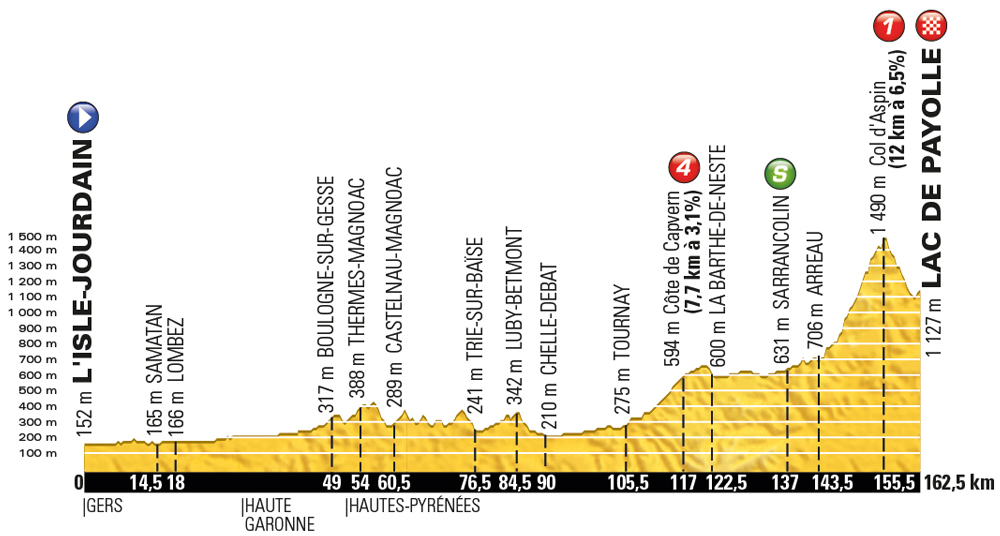 152 m L'ISLE-JOURDAIN
165 m SAMATAN
166 m LOMBEZ
317 m BOULOGNE-SUR-GESSE
388 m THERMES-MAGNOAC
289 m CASTELNAU-MAGNOAC
241 m TRIE-SUR-BAÏSE
342 m LUBY-BETMONT
210 m CHELLE-DEBAT
275 m TOURNAY
4
594 m Côte de Capvern
(7,7 km à 3,1%)
600 m LA BARTHE-DE-NESTE
S
631 m SARRANCOLIN
706 m ARREAU
1
1 490 m Col d'Aspin
(12 km à 6,5%)
1 127 m LAC DE PAYOLLE
1 500 m
1 400 m
1 300 m
1 200 m
1 100 m
1 000 m
900 m
800 m
700 m
600 m
500 m
400 m
300 m
200 m
100 m
0 14,5 18 49 54 60,5 76,5 84,5 90 105,5 117 122,5 137 143,5 155,5 162,5 km
|GERS |HAUTE |HAUTES-PYRÉNÉES
GARONNE